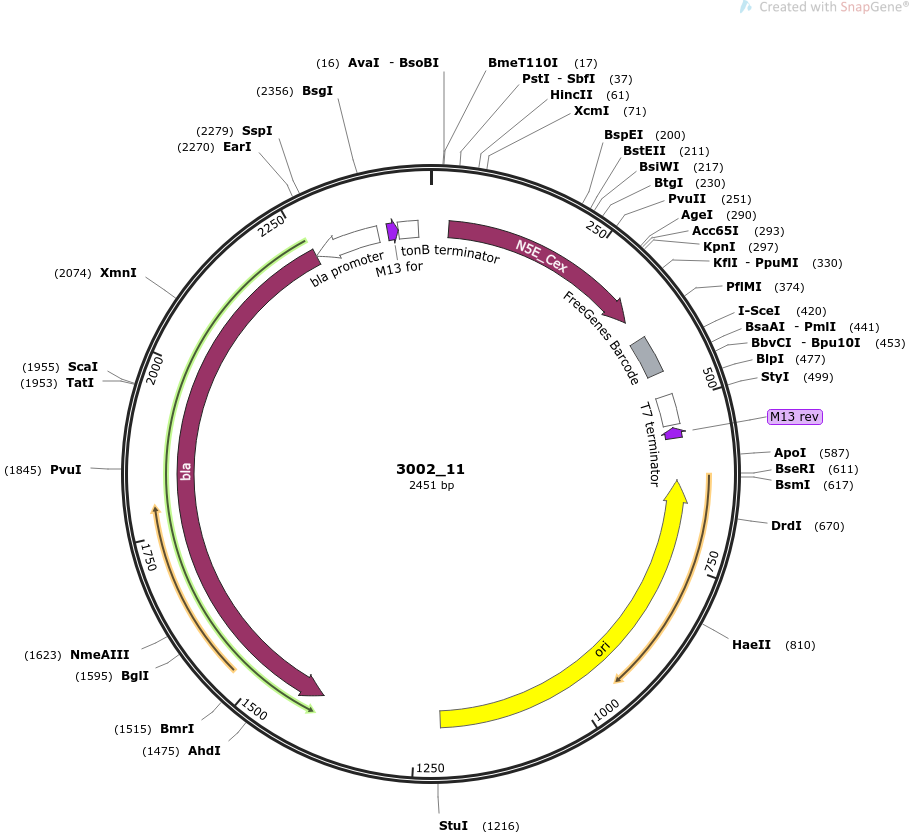 Created with SnapGene®
(16) AvaI - BsoBI
BmeT110I (17)
PstI - SbfI (37)
HincII (61)
XcmI (71)
BspEI (200)
BstEII (211)
BsiWI (217)
BtgI (230)
PvuII (251)
AgeI (290)
Acc65I (293)
KpnI (297)
KflI - PpuMI (330)
PflMI (374)
I-SceI (420)
BsaAI - PmlI (441)
BbvCI - Bpu10I (453)
BlpI (477)
StyI (499)
M13 rev
ApoI (587)
BseRI (611)
BsmI (617)
DrdI (670)
HaeII (810)
StuI (1216)
(1475) AhdI
(1515) BmrI
(1595) BglI
(1623) NmeAIII
(1845) PvuI
(1953) TatI
(1955) ScaI
(2074) XmnI
(2270) EarI
(2279) SspI
(2356) BsgI
250
500
750
1000
1250
1500
1750
2000
2250
N5E_Cex
FreeGenes Barcode
T7 terminator
ori
bla
bla promoter
M13 for
tonB terminator
3002_11
2451 bp